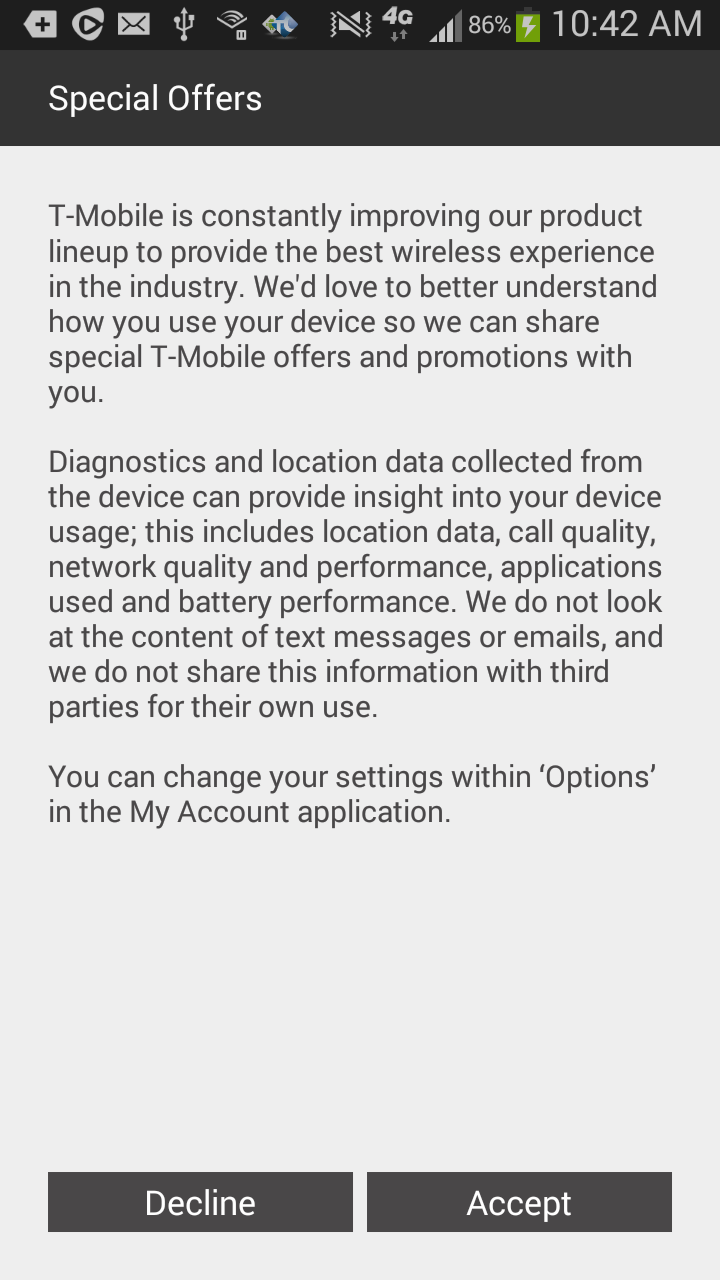 4G 86% 10:42 AM
Special Offers
T-Mobile is constantly improving our product
lineup to provide the best wireless experience
in the industry. We'd love to better understand
how you use your device so we can share
special T-Mobile offers and promotions with
you.
Diagnostics and location data collected from
the device can provide insight into your device
usage; this includes location data, call quality,
network quality and performance, applications
used and battery performance. We do not look
at the content of text messages or emails, and
we do not share this information with third
parties for their own use.
You can change your settings within ‘Options’
in the My Account application.
Decline Accept